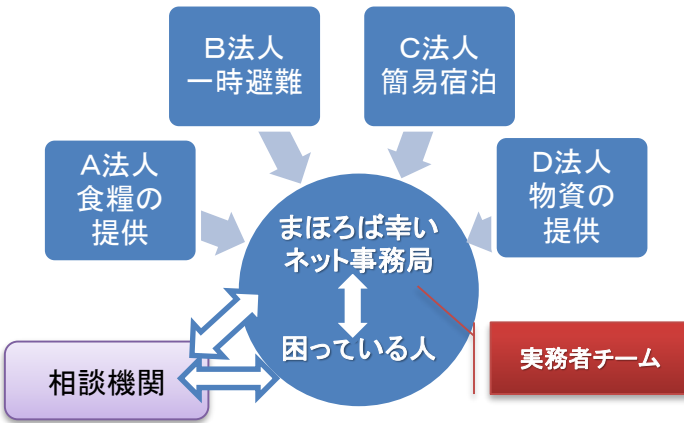 B法人
一時避難
C法人
簡易宿泊
A法人
食糧の
提供
D法人
物資の
提供
まほろば幸い
ネット事務局
困っている人
相談機関
実務者チーム